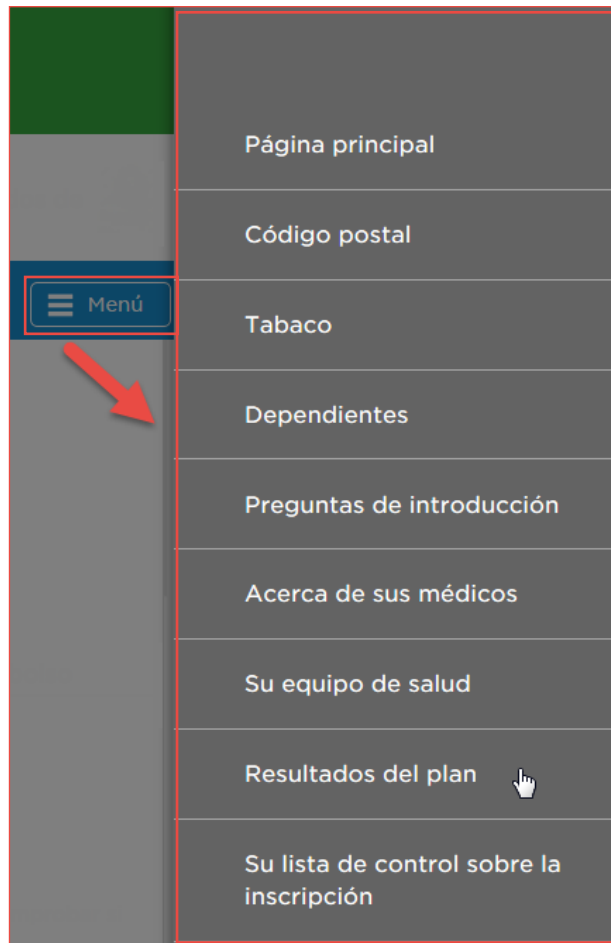 Menú
Página principal
Código postal
Tabaco
Dependientes
Preguntas de introducción
Acerca de sus médicos
Su equipo de salud
Resultados del plan
Su lista de control sobre la
inscripción